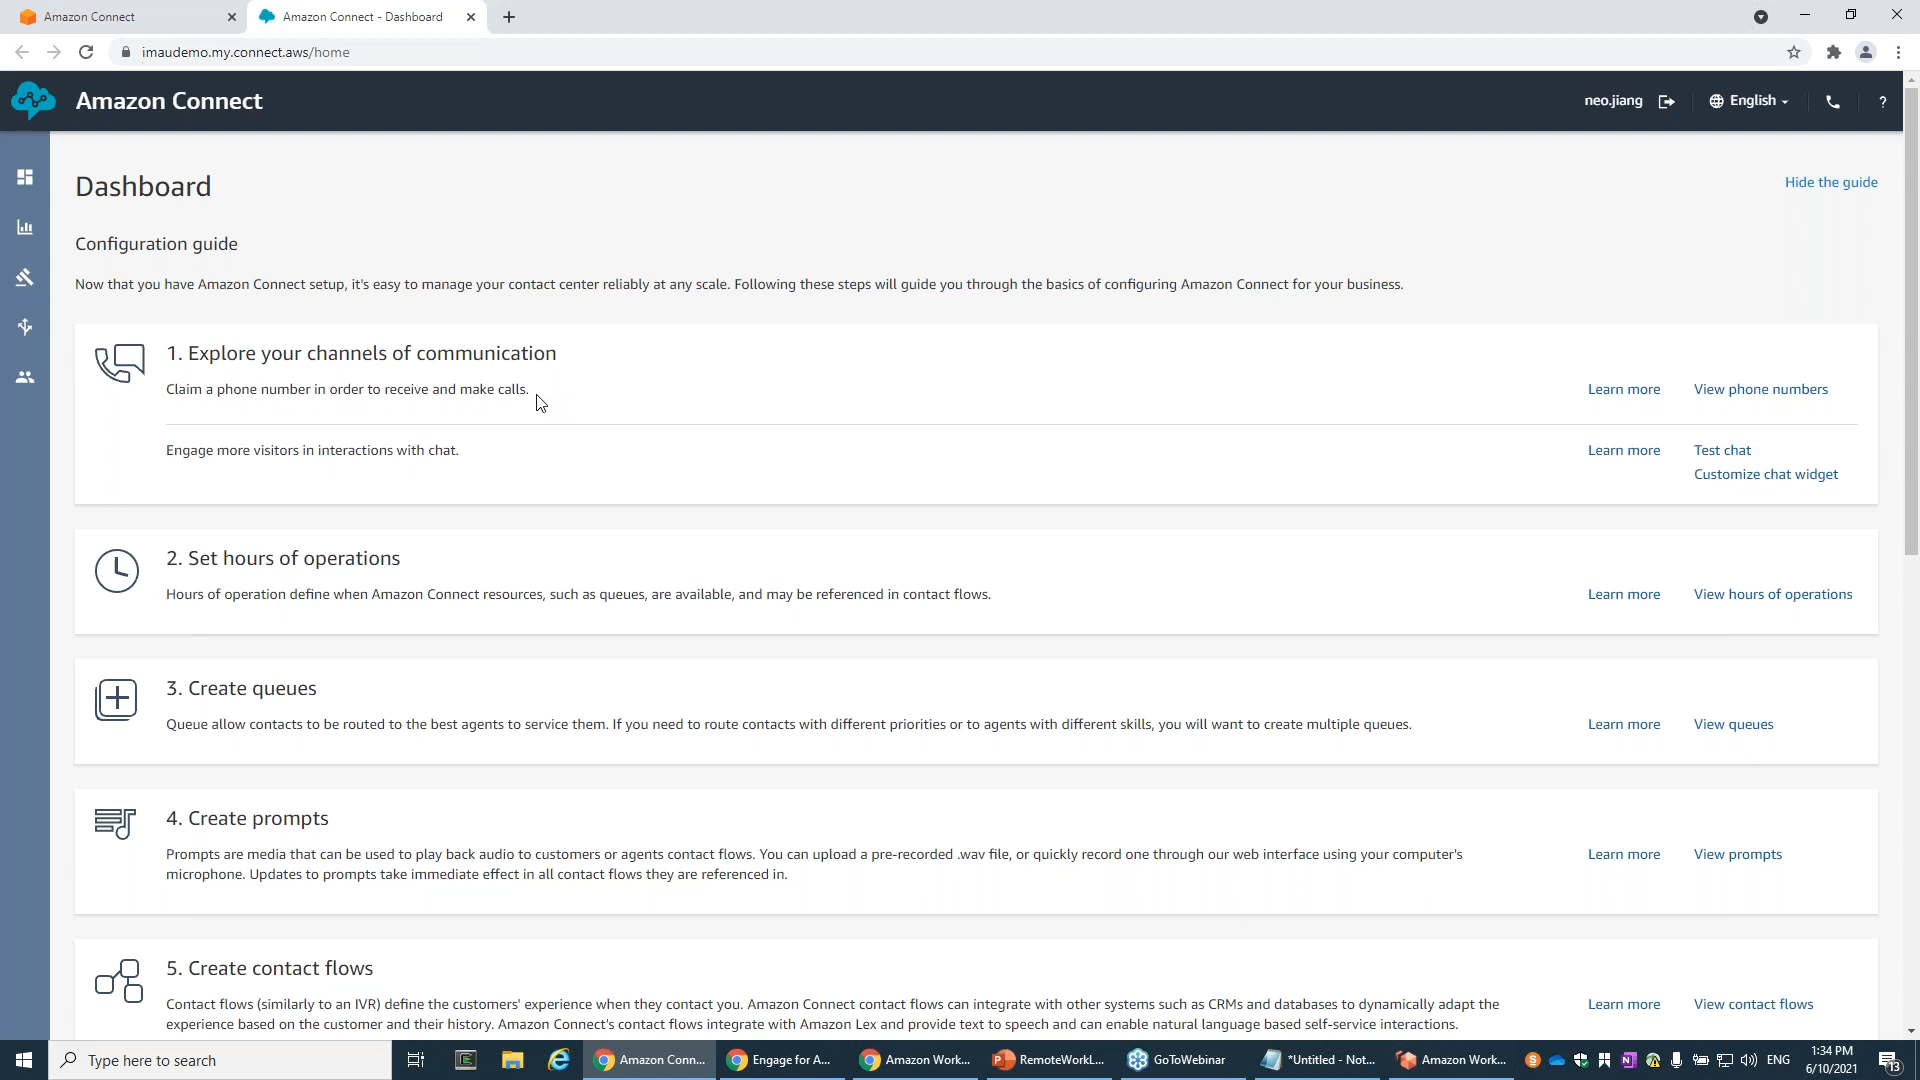 Amazon Connect
Amazon Connect - Dashboard
imaudemo.my.connect.aws/home
Amazon Connect
neo.jiang
English
?
Dashboard
Hide the guide
Configuration guide
Now that you have Amazon Connect setup, it's easy to manage your contact center reliably at any scale. Following these steps will guide you through the basics of configuring Amazon Connect for your business.
1. Explore your channels of communication
Claim a phone number in order to receive and make calls.
Learn more
View phone numbers
Engage more visitors in interactions with chat.
Learn more
Test chat
Customize chat widget
2. Set hours of operations
Hours of operation define when Amazon Connect resources, such as queues, are available, and may be referenced in contact flows.
Learn more
View hours of operations
3. Create queues
Queue allow contacts to be routed to the best agents to service them. If you need to route contacts with different priorities or to agents with different skills, you will want to create multiple queues.
Learn more
View queues
4. Create prompts
Prompts are media that can be used to play back audio to customers or agents contact flows. You can upload a pre-recorded .wav file, or quickly record one through our web interface using your computer's
microphone. Updates to prompts take immediate effect in all contact flows they are referenced in.
Learn more
View prompts
5. Create contact flows
Contact flows (similarly to an IVR) define the customers' experience when they contact you. Amazon Connect contact flows can integrate with other systems such as CRMs and databases to dynamically adapt the
experience based on the customer and their history. Amazon Connect's contact flows integrate with Amazon Lex and provide text to speech and can enable natural language based self-service interactions.
Learn more
View contact flows
Type here to search
Amazon Conn...
Engage for A...
Amazon Work...
RemoteWorkL...
GoToWebinar
*Untitled - Not...
Amazon Work...
ENG
1:34 PM
6/10/2021
13